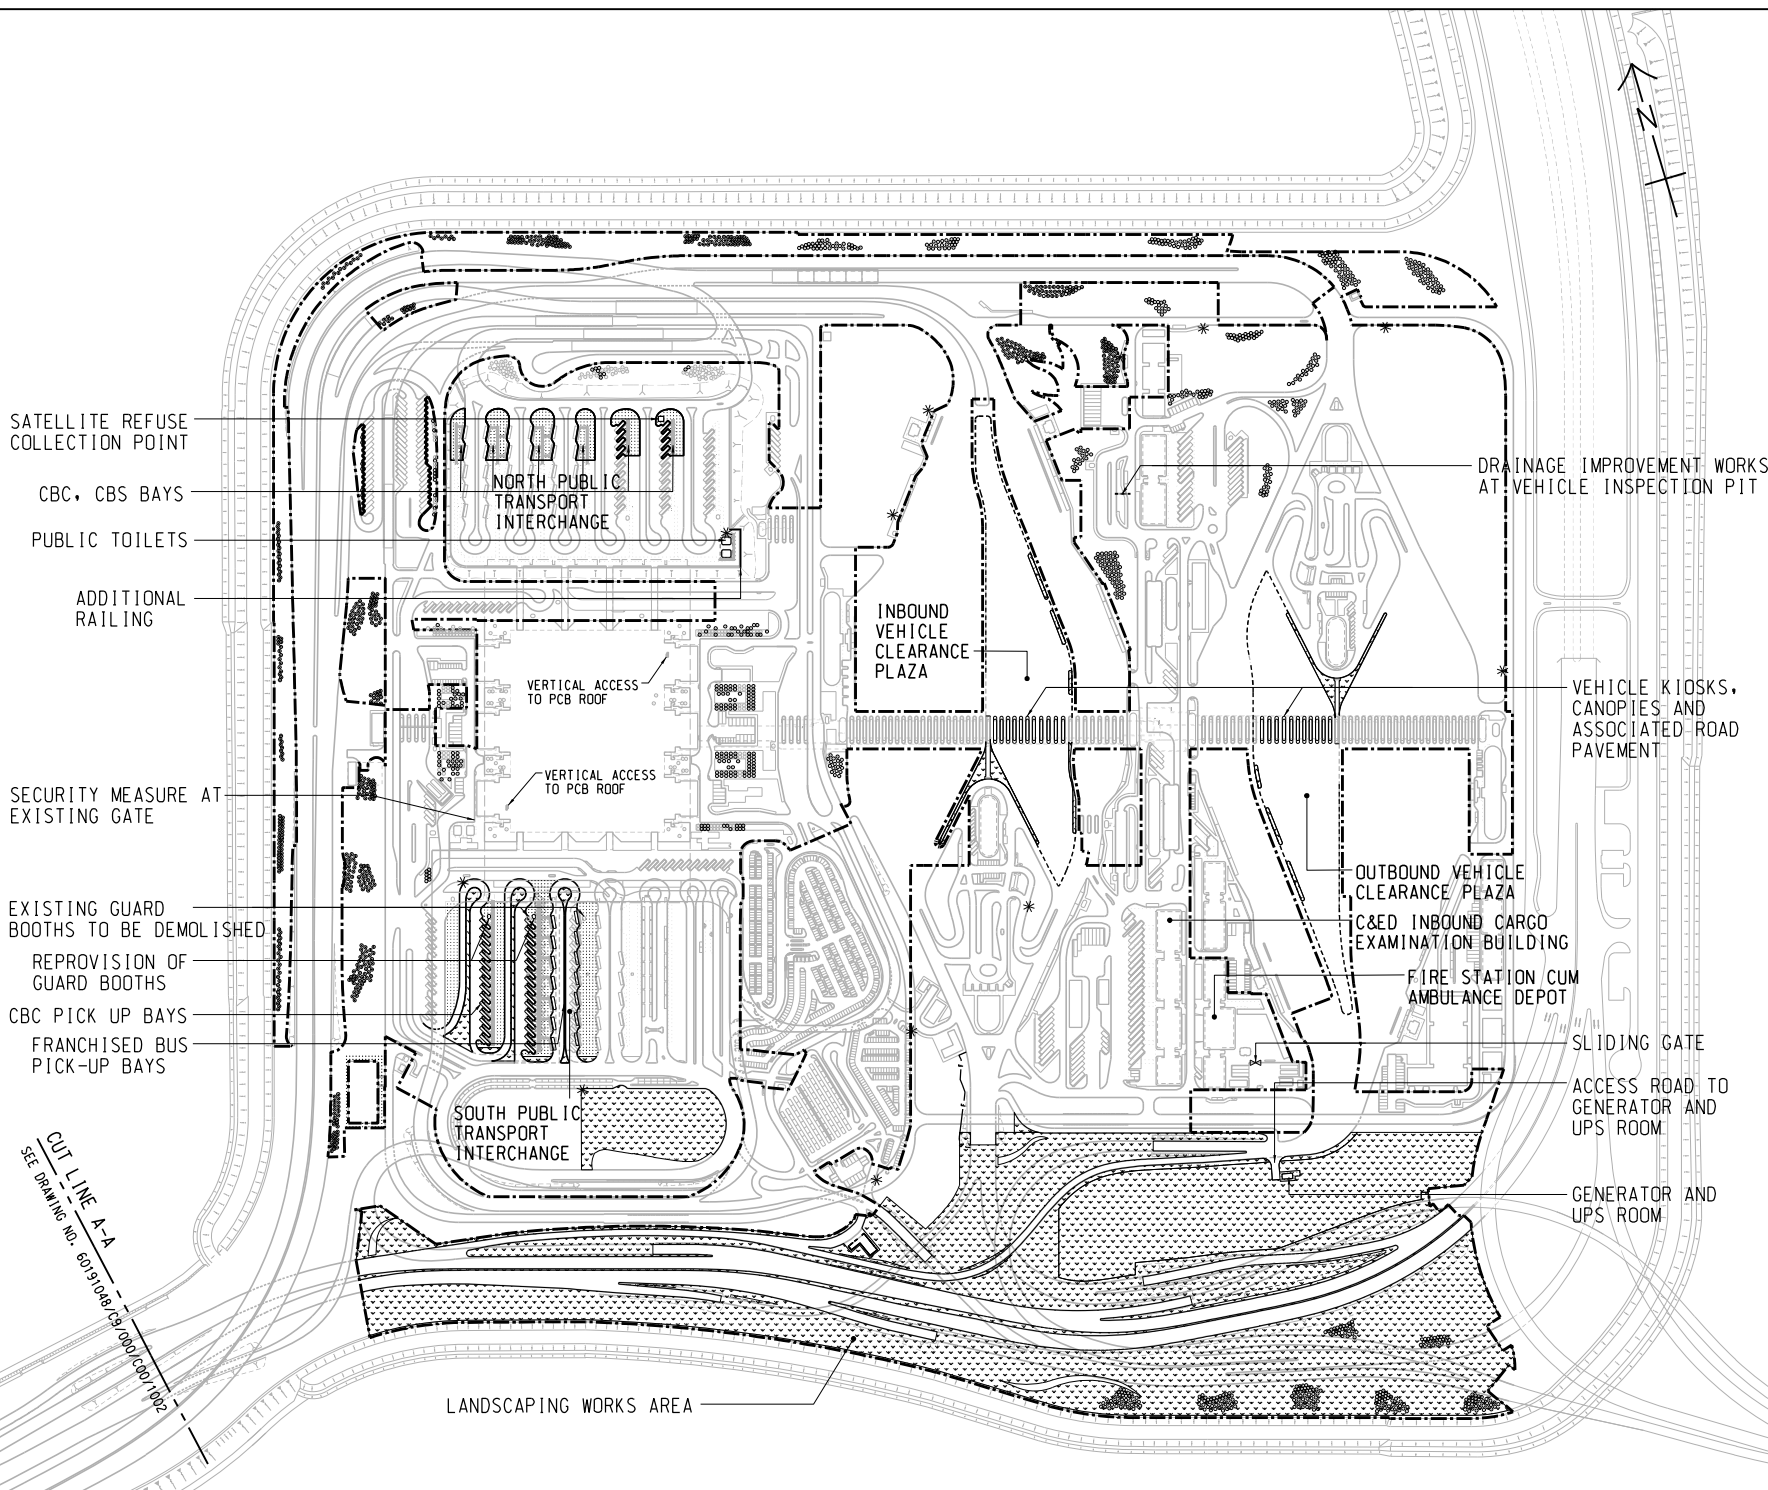 N
SATELLITE REFUSE
COLLECTION POINT
CBC, CBS BAYS
PUBLIC TOILETS
ADDITIONAL
RAILING
NORTH PUBLIC
TRANSPORT
INTERCHANGE
DRAINAGE IMPROVEMENT WORKS
AT VEHICLE INSPECTION PIT
INBOUND
VEHICLE
CLEARANCE
PLAZA
VERTICAL ACCESS
TO PCB ROOF
VEHICLE KIOSKS,
CANOPIES AND
ASSOCIATED ROAD
PAVEMENT
VERTICAL ACCESS
TO PCB ROOF
SECURITY MEASURE AT
EXISTING GATE
OUTBOUND VEHICLE
CLEARANCE PLAZA
EXISTING GUARD
BOOTHS TO BE DEMOLISHED
C&ED INBOUND CARGO
EXAMINATION BUILDING
REPROVISION OF
GUARD BOOTHS
FIRE STATION CUM
AMBULANCE DEPOT
CBC PICK UP BAYS
FRANCHISED BUS
PICK-UP BAYS
SLIDING GATE
ACCESS ROAD TO
GENERATOR AND
UPS ROOM
SOUTH PUBLIC
TRANSPORT
INTERCHANGE
GENERATOR AND
UPS ROOM
CUT LINE A-A
SEE DRAWING NO. 60191048/C9/000/C00/1002
LANDSCAPING WORKS AREA